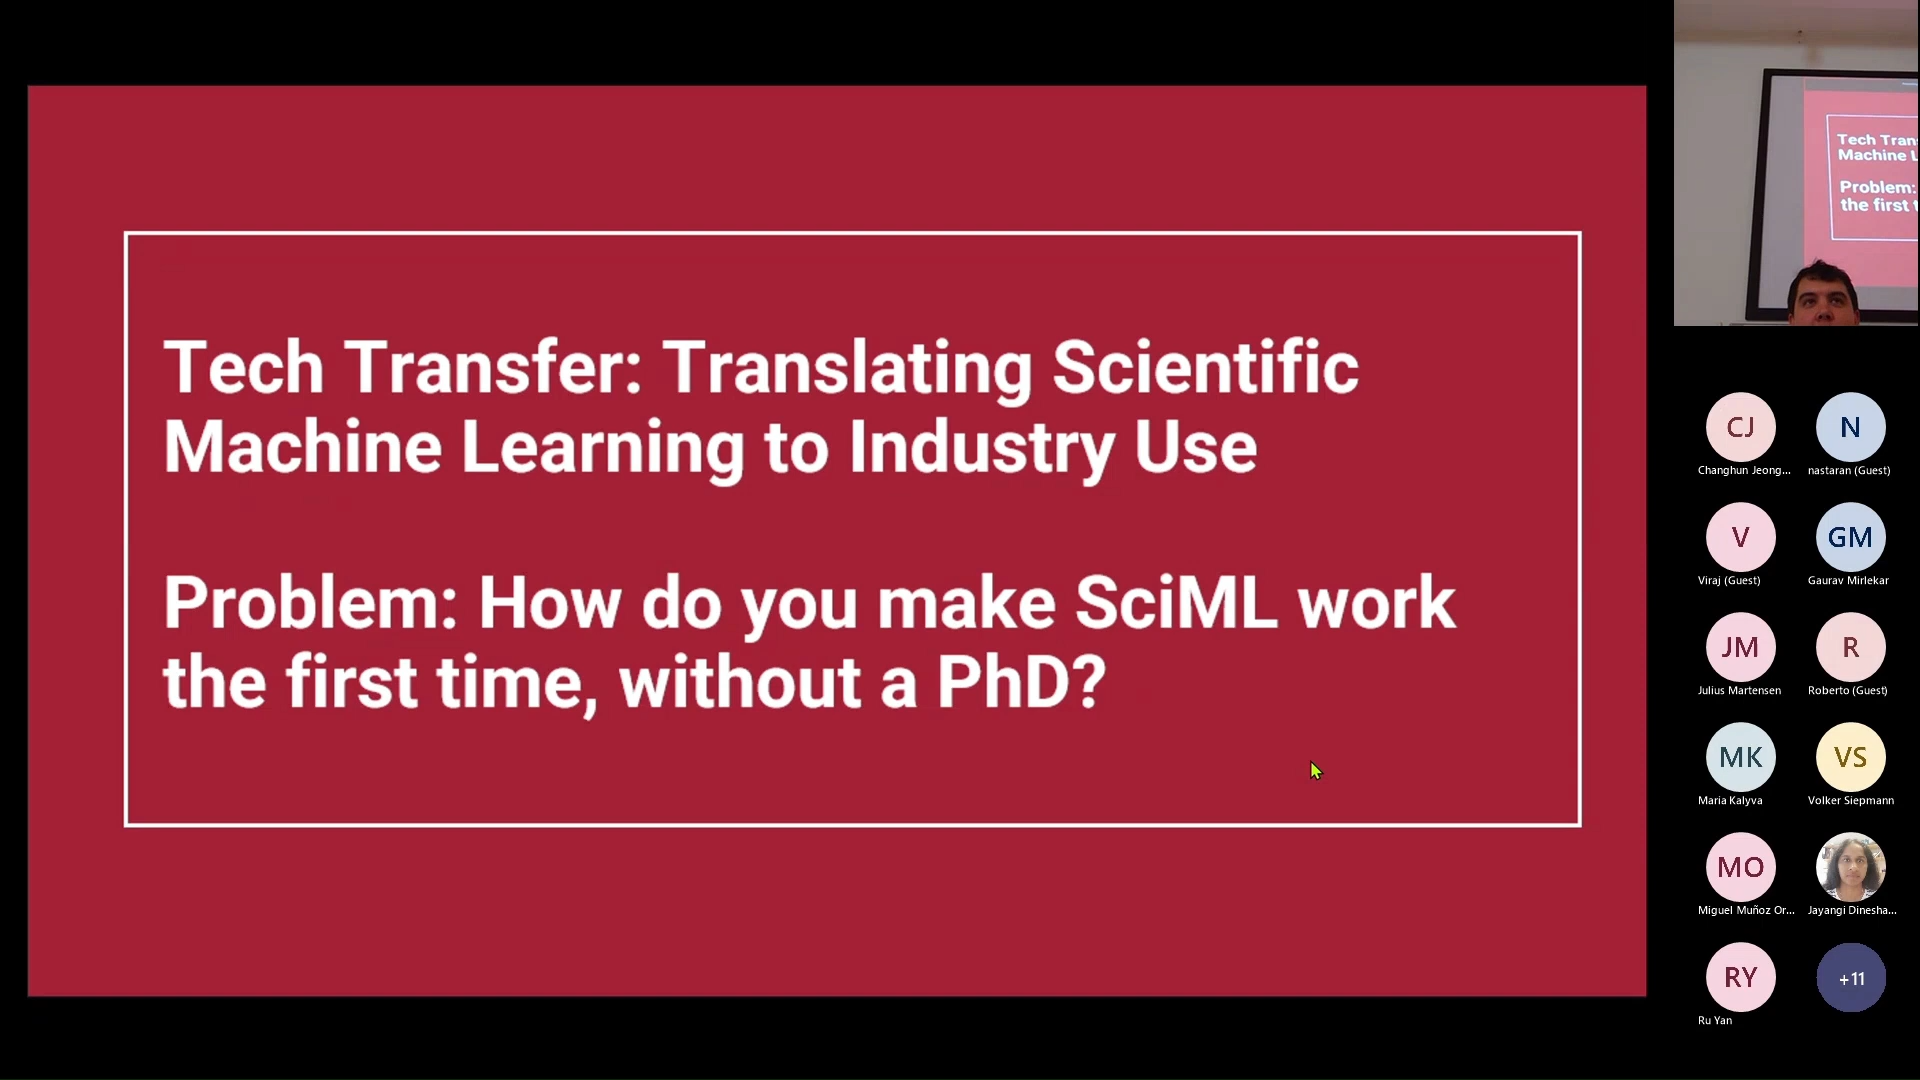 Tech Transfer: Translating Scientific
Machine Learning to Industry Use
Problem: How do you make SciML work
the first time, without a PhD?
Tech Tran
Machine L
Problem:
the first t
CJ
Changhun Jeong...
N
nastaran (Guest)
V
Viraj (Guest)
GM
Gaurav Mirlekar
JM
Julius Martensen
R
Roberto (Guest)
MK
Maria Kalyva
VS
Volker Siepmann
MO
Miguel Muñoz Or...
Jayangi Dinesha...
RY
Ru Yan
+11